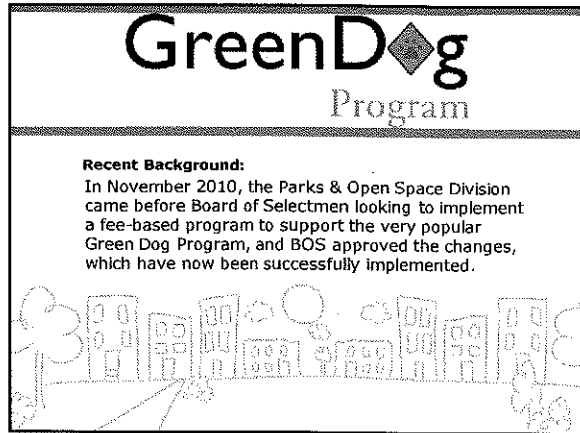 GreenDog
Program
Recent Background:
In November 2010, the Parks & Open Space Division
came before Board of Selectmen looking to implement
a fee-based program to support the very popular
Green Dog Program, and BOS approved the changes,
which have now been successfully implemented.